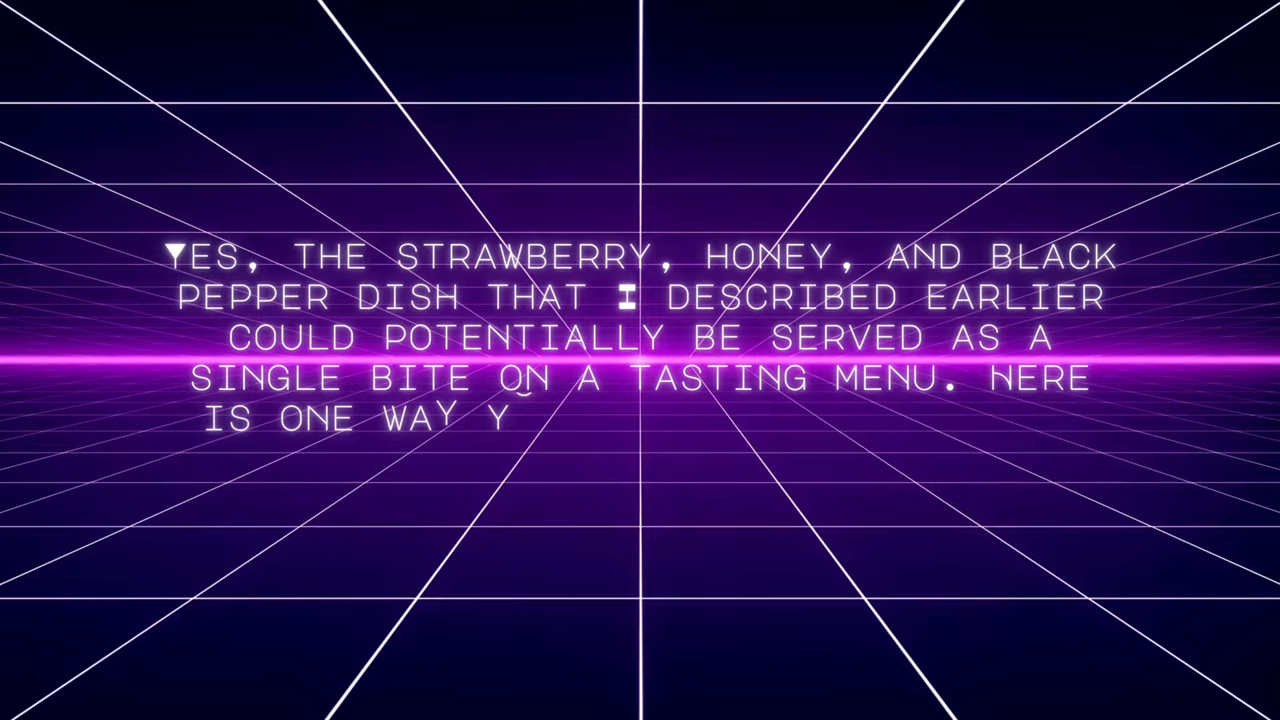 YES, THE STRAWBERRY, HONEY, AND BLACK
PEPPER DISH THAT I DESCRIBED EARLIER
COULD POTENTIALLY BE SERVED AS A
SINGLE BITE ON A TASTING MENU. HERE
IS ONE WAY Y